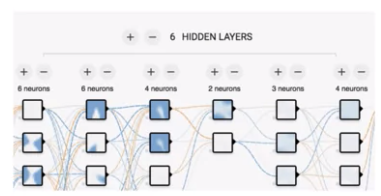 + − 6 HIDDEN LAYERS
+ − + − + − + − + − + −
6 neurons 6 neurons 4 neurons 2 neurons 3 neurons 4 neurons